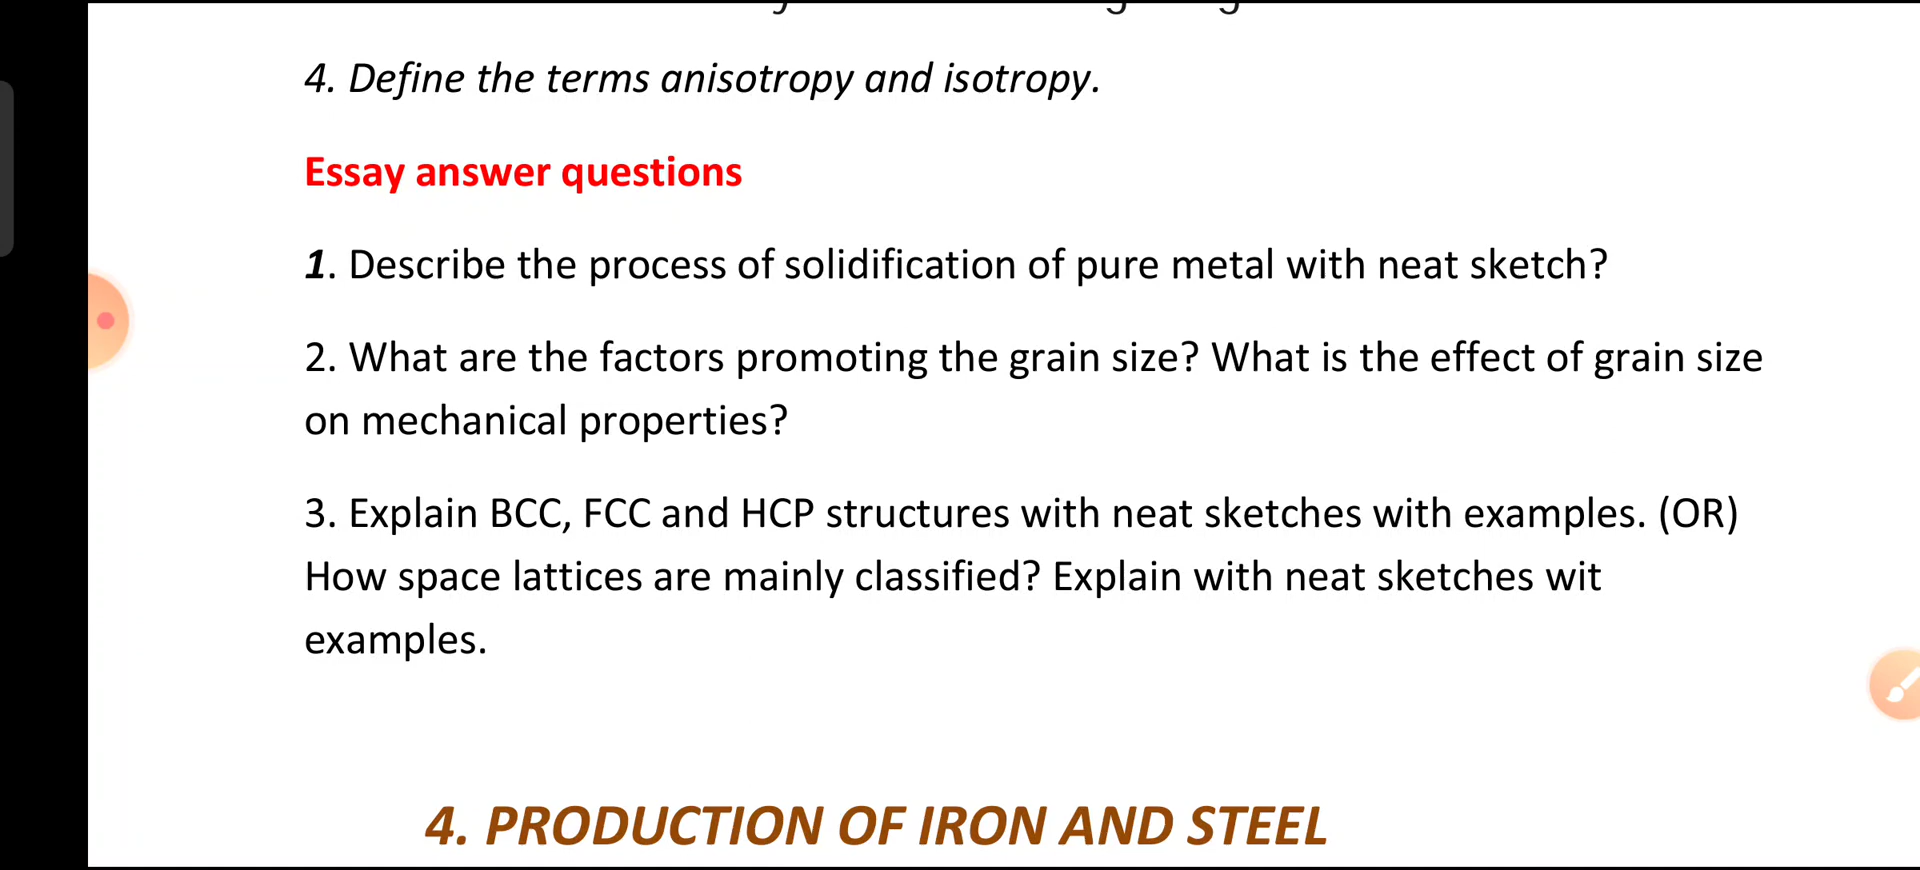 4. Define the terms anisotropy and isotropy.
Essay answer questions
1. Describe the process of solidification of pure metal with neat sketch?
2. What are the factors promoting the grain size? What is the effect of grain size
on mechanical properties?
3. Explain BCC, FCC and HCP structures with neat sketches with examples. (OR)
How space lattices are mainly classified? Explain with neat sketches wit
examples.
4. PRODUCTION OF IRON AND STEEL